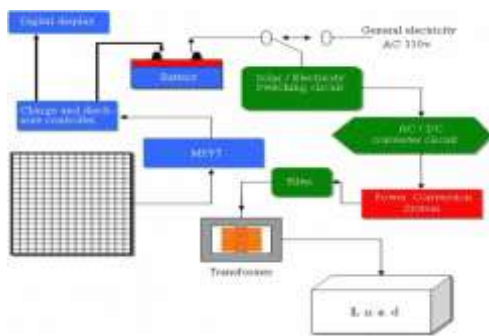 Digital display
General electricity
AC 110v
Battery
Solar / Electricity
Switching circuit
Charge and
controller
AC / DC
converter circuit
MPPT
Filter
Power Conversion
System
Transformer
Load